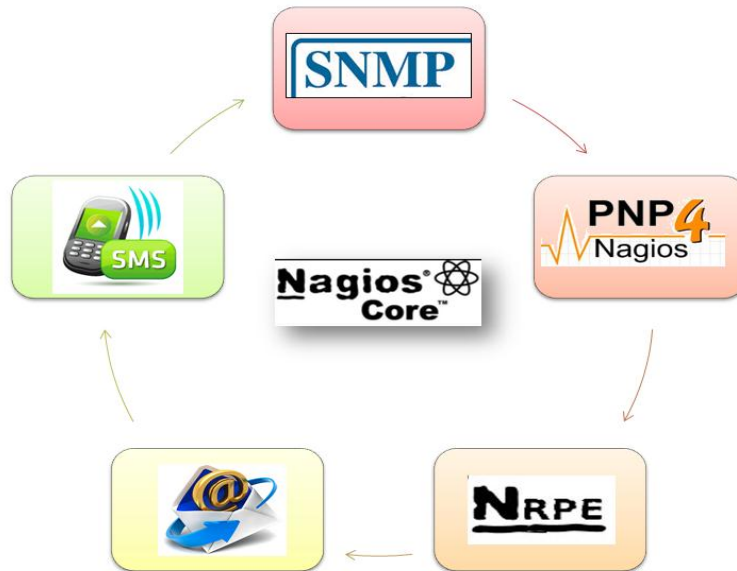 SNMP
SMS
PNP4
Nagios
Nagios®
Core™
@
NRPE